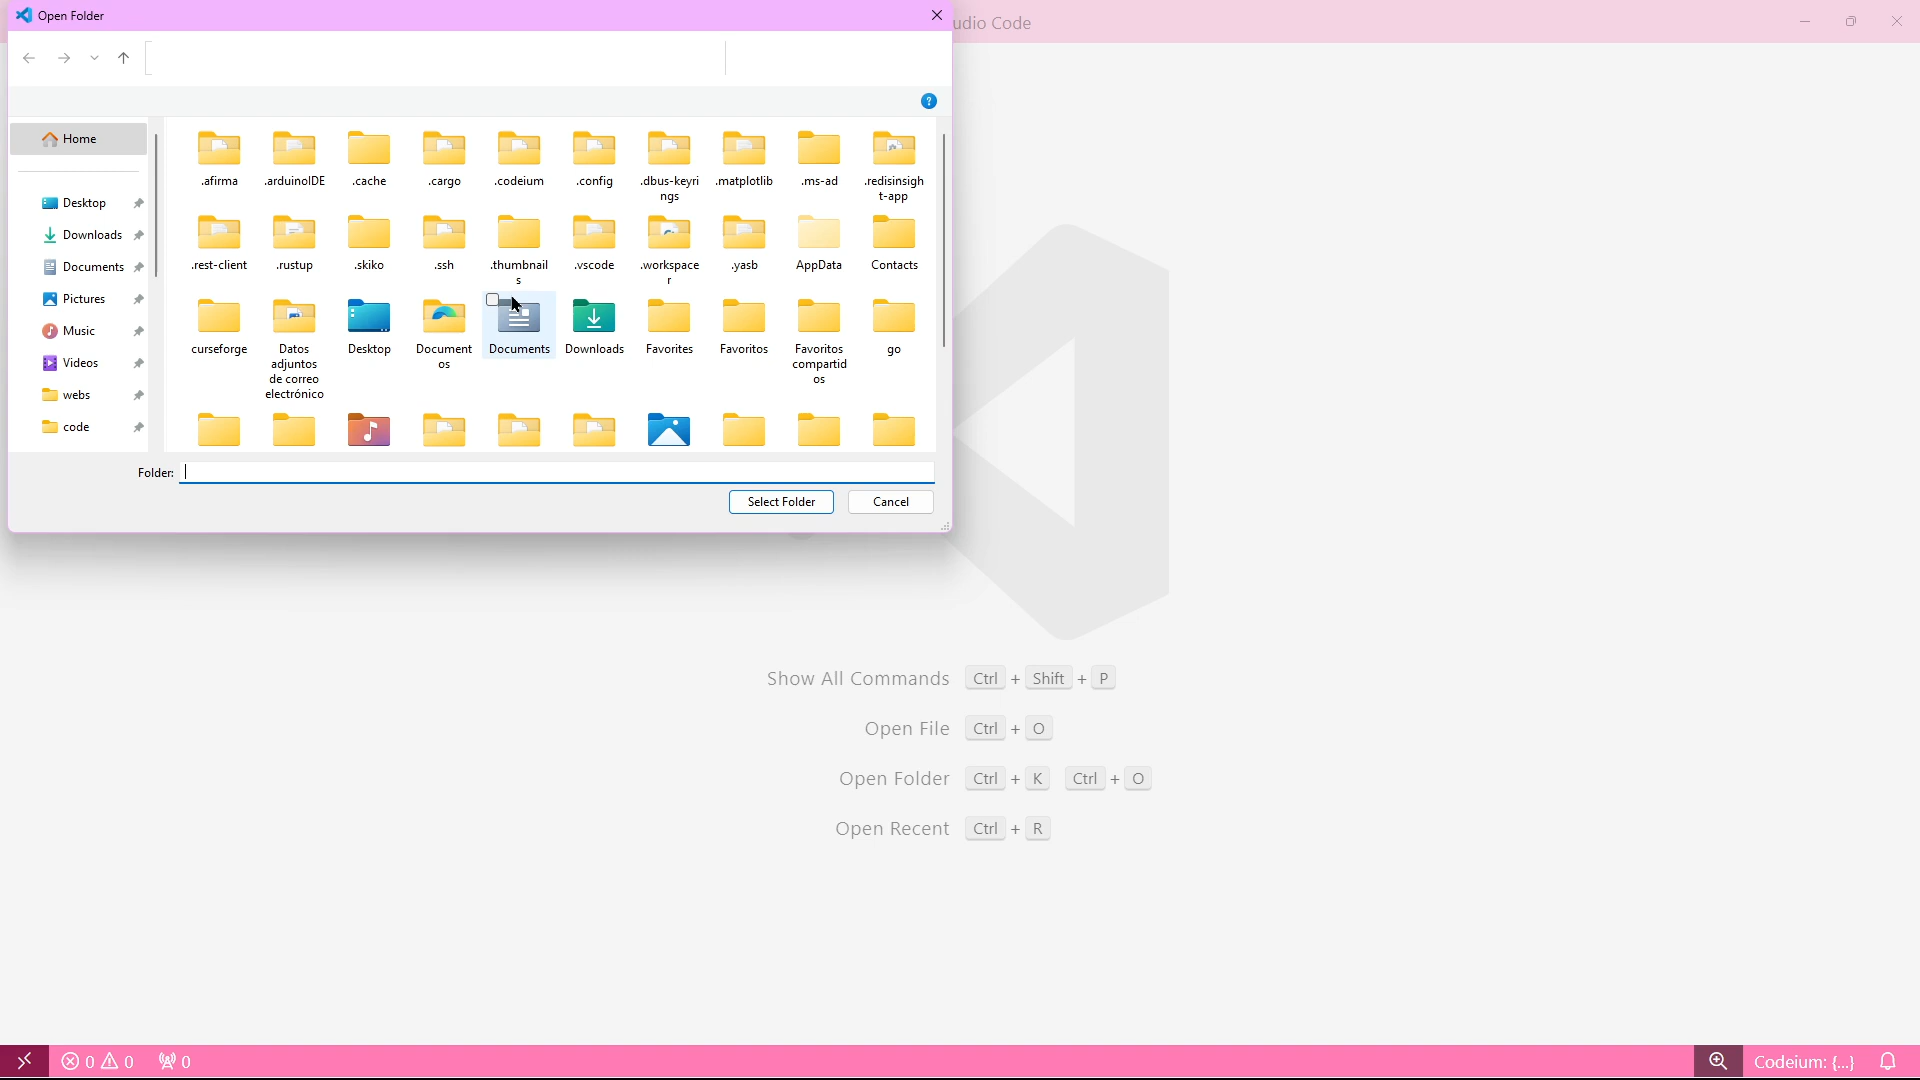 Open Folder
udio Code
Home
Desktop
Downloads
Documents
Pictures
Music
Videos
webs
code
.afirma .arduinoIDE .cache .cargo .codeium .config .dbus-keyri .matplotlib .ms-ad .redisinsigh
ngs t-app
.rest-client .rustup .skiko .ssh .thumbnail .vscode .workspace .yasb AppData Contacts
s r
curseforge Datos Desktop Document Documents Downloads Favorites Favoritos Favoritos go
adjuntos os compartid
de correo os
electrónico
Folder:
Select Folder Cancel
Show All Commands Ctrl + Shift + P
Open File Ctrl + O
Open Folder Ctrl + K Ctrl + O
Open Recent Ctrl + R
0 0 0 Codeium: {...}